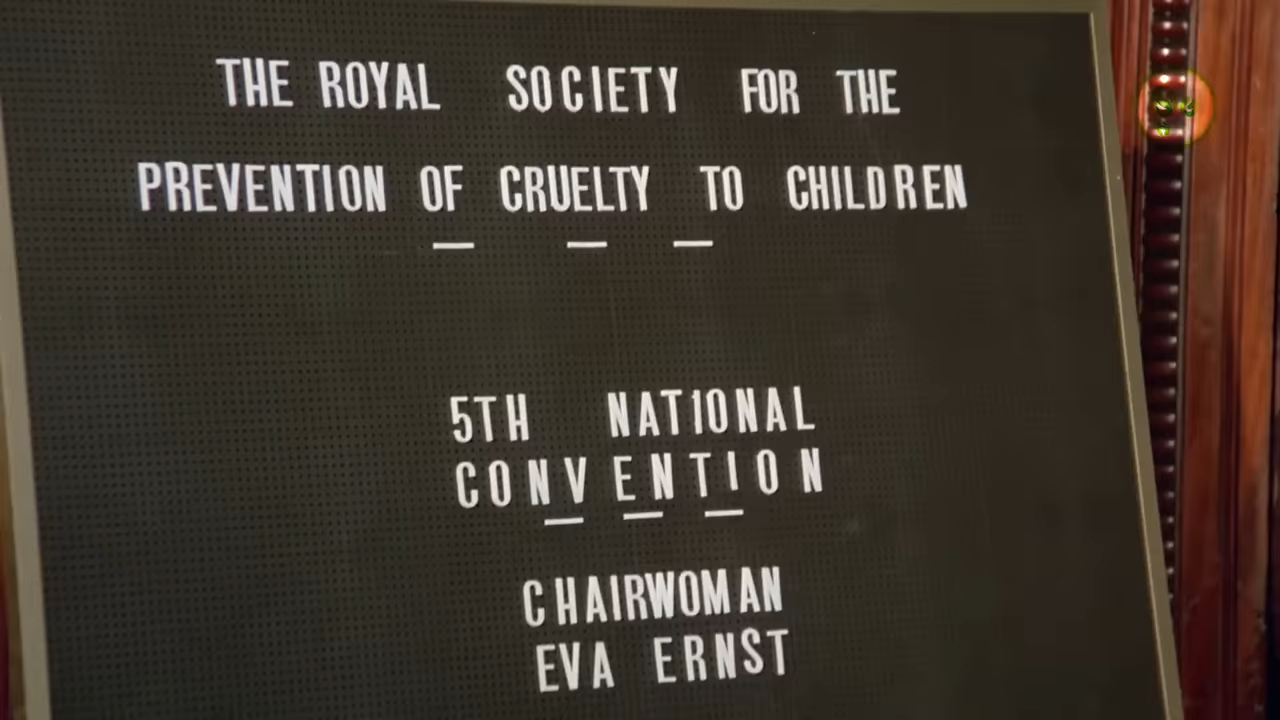 THE ROYAL SOCIETY FOR THE
PREVENTION OF CRUELTY TO CHILDREN
— — —
5TH NATIONAL
CONVENTION
— — —
CHAIRWOMAN
EVA ERNST